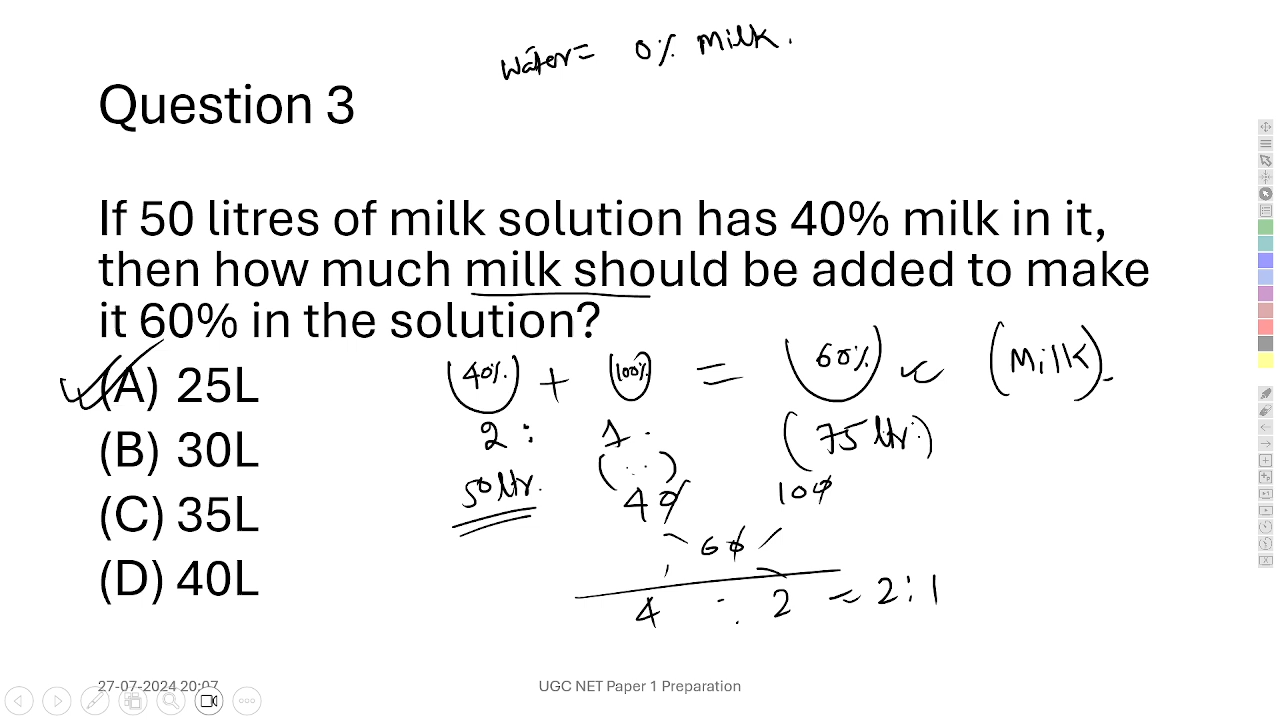 Water = 0% Milk.
Question 3
If 50 litres of milk solution has 40% milk in it,
then how much milk should be added to make
it 60% in the solution?
(A) 25L
(B) 30L
(C) 35L
(D) 40L
40% + 100% = 60% (Milk).
2 : 1 (75 ltr.)
50 ltr. 40 100
60
4 : 2 = 2:1
27-07-2024 20:07
UGC NET Paper 1 Preparation